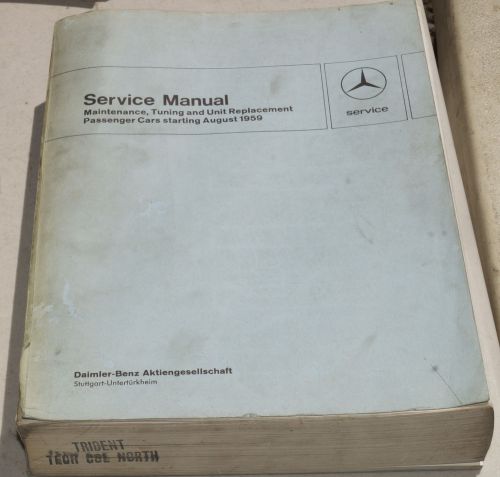 Service Manual
Maintenance, Tuning and Unit Replacement
Passenger Cars starting August 1959
service
Daimler-Benz Aktiengesellschaft
Stuttgart-Untertürkheim
TRIDENT
TECH COL NORTH